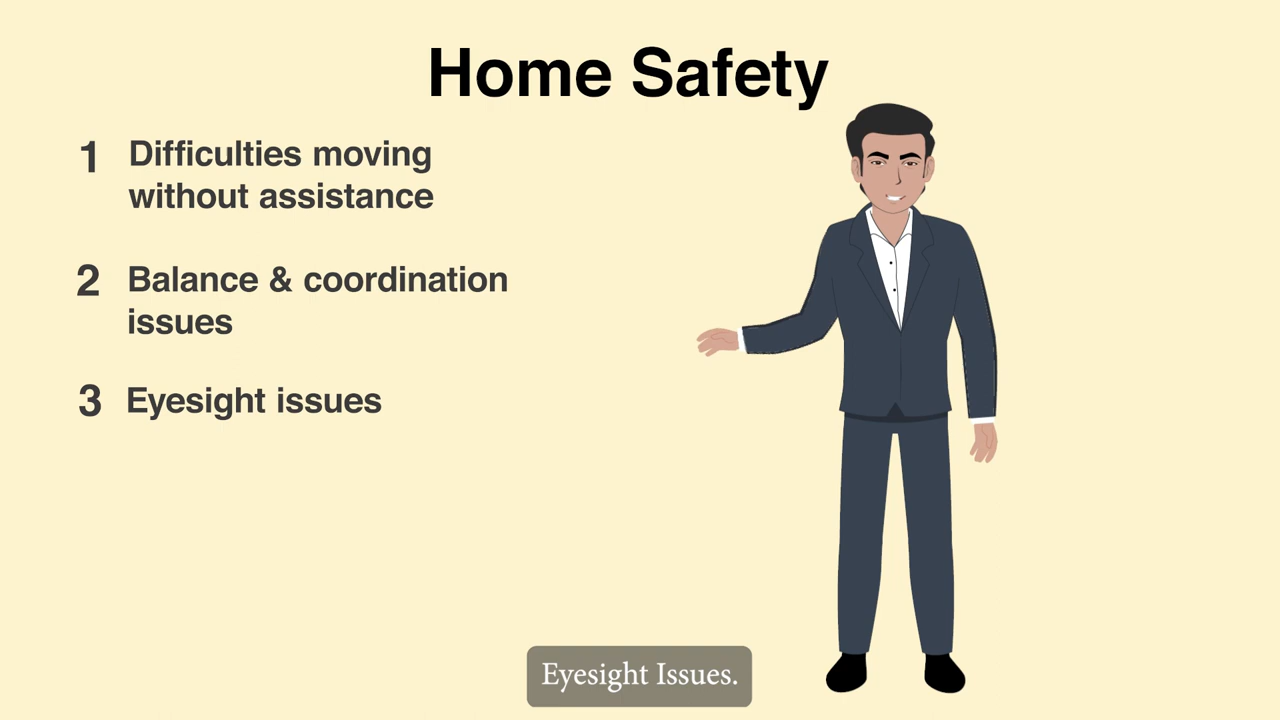 Home Safety
1 Difficulties moving
without assistance
2 Balance & coordination
issues
3 Eyesight issues
Eyesight Issues.